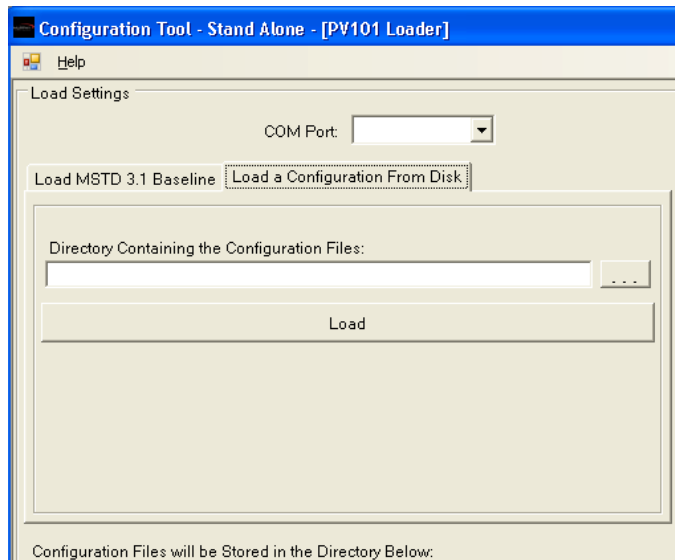 Configuration Tool - Stand Alone - [PV101 Loader]
Help
Load Settings
COM Port:
Load MSTD 3.1 Baseline Load a Configuration From Disk
Directory Containing the Configuration Files:
...
Load
Configuration Files will be Stored in the Directory Below: